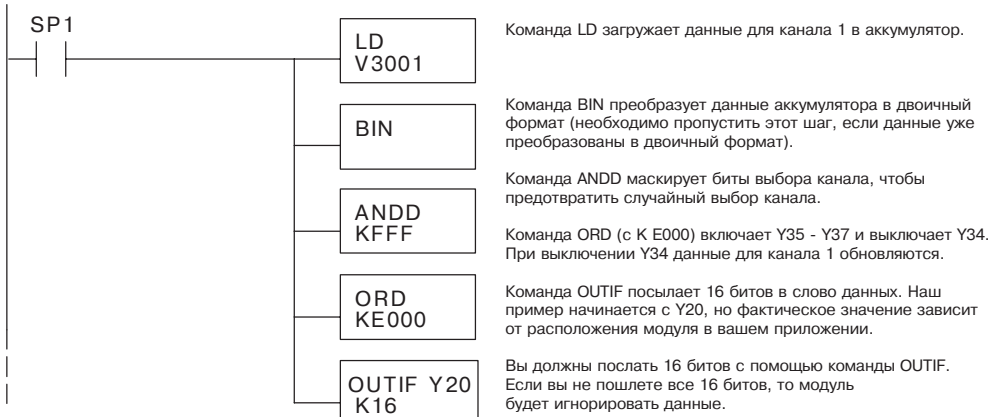 SP1
LD
V3001
Команда LD загружает данные для канала 1 в аккумулятор.
BIN
Команда BIN преобразует данные аккумулятора в двоичный
формат (необходимо пропустить этот шаг, если данные уже
преобразованы в двоичный формат).
ANDD
KFFF
Команда ANDD маскирует биты выбора канала, чтобы
предотвратить случайный выбор канала.
Команда ORD (с K E000) включает Y35 - Y37 и выключает Y34.
При выключении Y34 данные для канала 1 обновляются.
ORD
KE000
Команда OUTIF посылает 16 битов в слово данных. Наш
пример начинается с Y20, но фактическое значение зависит
от расположения модуля в вашем приложении.
OUTIF Y20
K16
Вы должны послать 16 битов с помощью команды OUTIF.
Если вы не пошлете все 16 битов, то модуль
будет игнорировать данные.